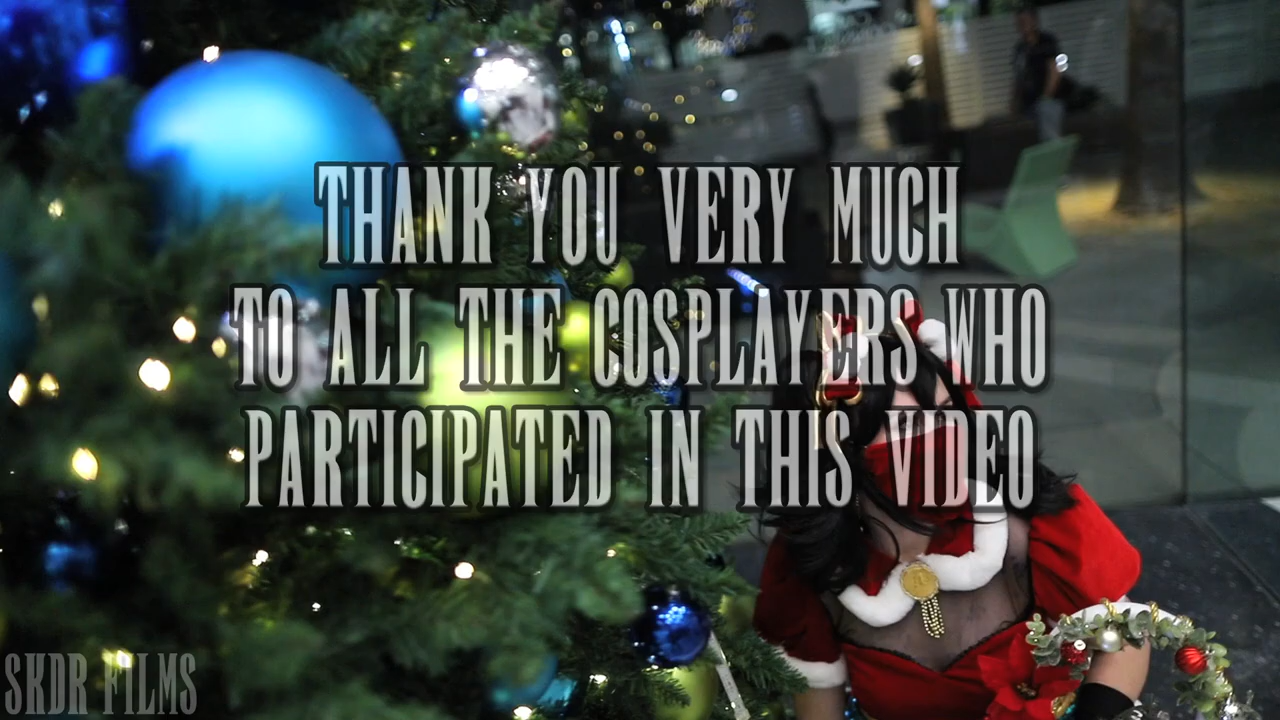 THANK YOU VERY MUCH
TO ALL THE COSPLAYERS WHO
PARTICIPATED IN THIS VIDEO
SKDR FILMS